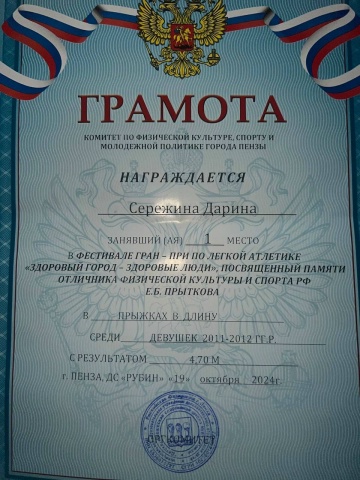 ГРАМОТА
КОМИТЕТ ПО ФИЗИЧЕСКОЙ КУЛЬТУРЕ, СПОРТУ И
МОЛОДЕЖНОЙ ПОЛИТИКЕ ГОРОДА ПЕНЗЫ
НАГРАЖДАЕТСЯ
Сережина Дарина
ЗАНЯВШИЙ (АЯ) 1 МЕСТО
В ФЕСТИВАЛЕ ГРАН – ПРИ ПО ЛЕГКОЙ АТЛЕТИКЕ
«ЗДОРОВЫЙ ГОРОД – ЗДОРОВЫЕ ЛЮДИ», ПОСВЯЩЕННЫЙ ПАМЯТИ
ОТЛИЧНИКА ФИЗИЧЕСКОЙ КУЛЬТУРЫ И СПОРТА РФ
Е.Б. ПРЫТКОВА
В ПРЫЖКАХ В ДЛИНУ
СРЕДИ ДЕВУШЕК 2011-2012 ГГ.Р.
С РЕЗУЛЬТАТОМ 4,70 М
г. ПЕНЗА, ДС «РУБИН» «19» октября 2024г.
ОРГКОМИТЕТ